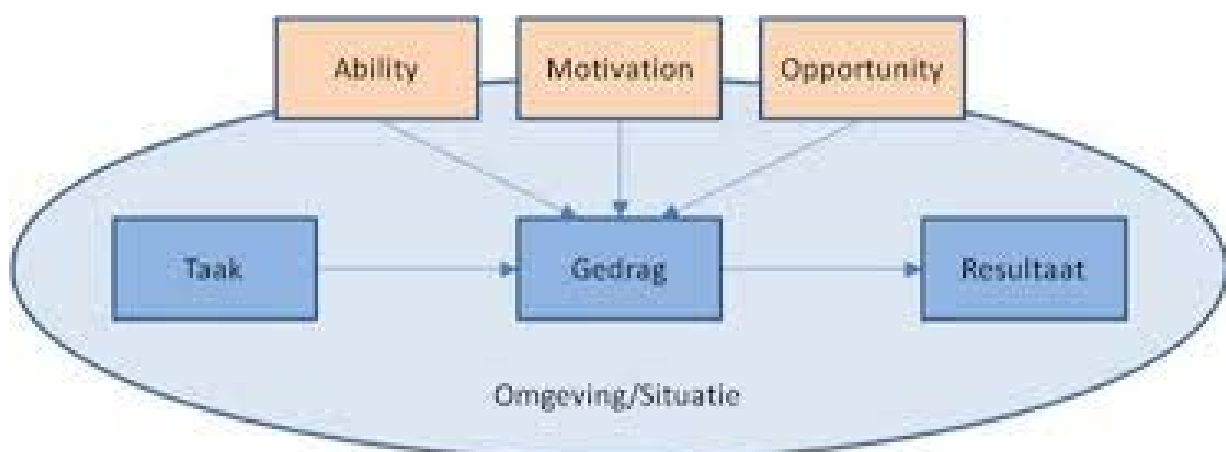 Ability
Motivation
Opportunity
Taak
Gedrag
Resultaat
Omgeving/Situatie